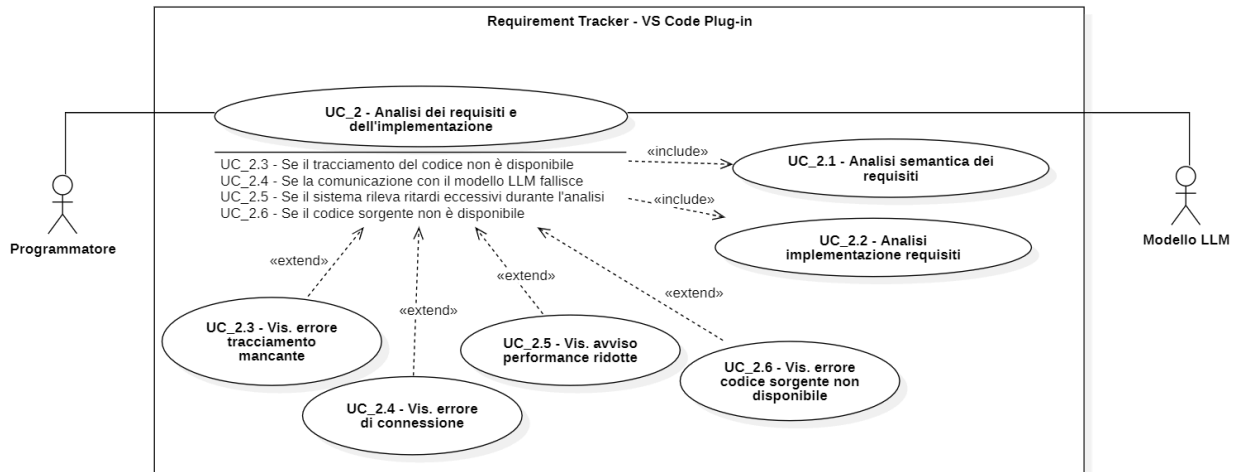 Requirement Tracker - VS Code Plug-in
UC_2 - Analisi dei requisiti e
dell'implementazione
UC_2.3 - Se il tracciamento del codice non è disponibile
UC_2.4 - Se la comunicazione con il modello LLM fallisce
UC_2.5 - Se il sistema rileva ritardi eccessivi durante l'analisi
UC_2.6 - Se il codice sorgente non è disponibile
«include»
UC_2.1 - Analisi semantica dei
requisiti
«include»
UC_2.2 - Analisi
implementazione requisiti
Programmatore
Modello LLM
«extend»
«extend»
«extend»
«extend»
UC_2.3 - Vis. errore
tracciamento
mancante
UC_2.4 - Vis. errore
di connessione
UC_2.5 - Vis. avviso
performance ridotte
UC_2.6 - Vis. errore
codice sorgente non
disponibile